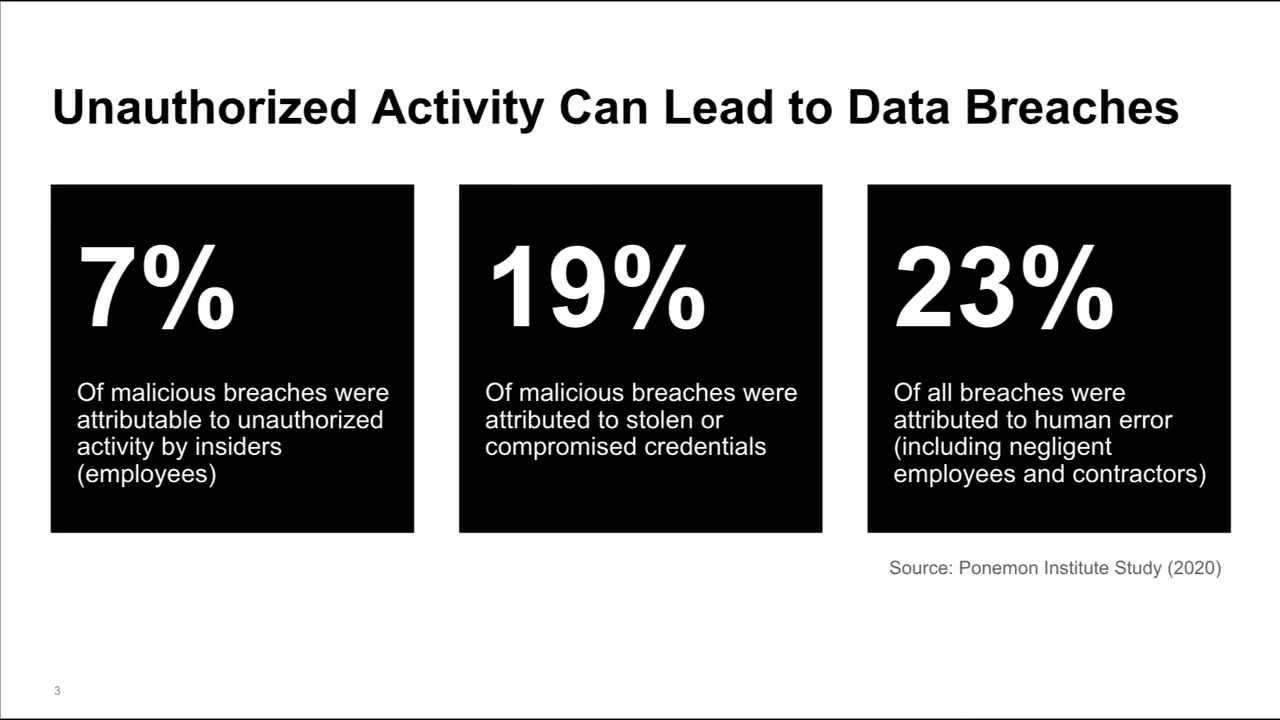 Unauthorized Activity Can Lead to Data Breaches
7%
Of malicious breaches were
attributable to unauthorized
activity by insiders
(employees)
19%
Of malicious breaches were
attributed to stolen or
compromised credentials
23%
Of all breaches were
attributed to human error
(including negligent
employees and contractors)
Source: Ponemon Institute Study (2020)
3